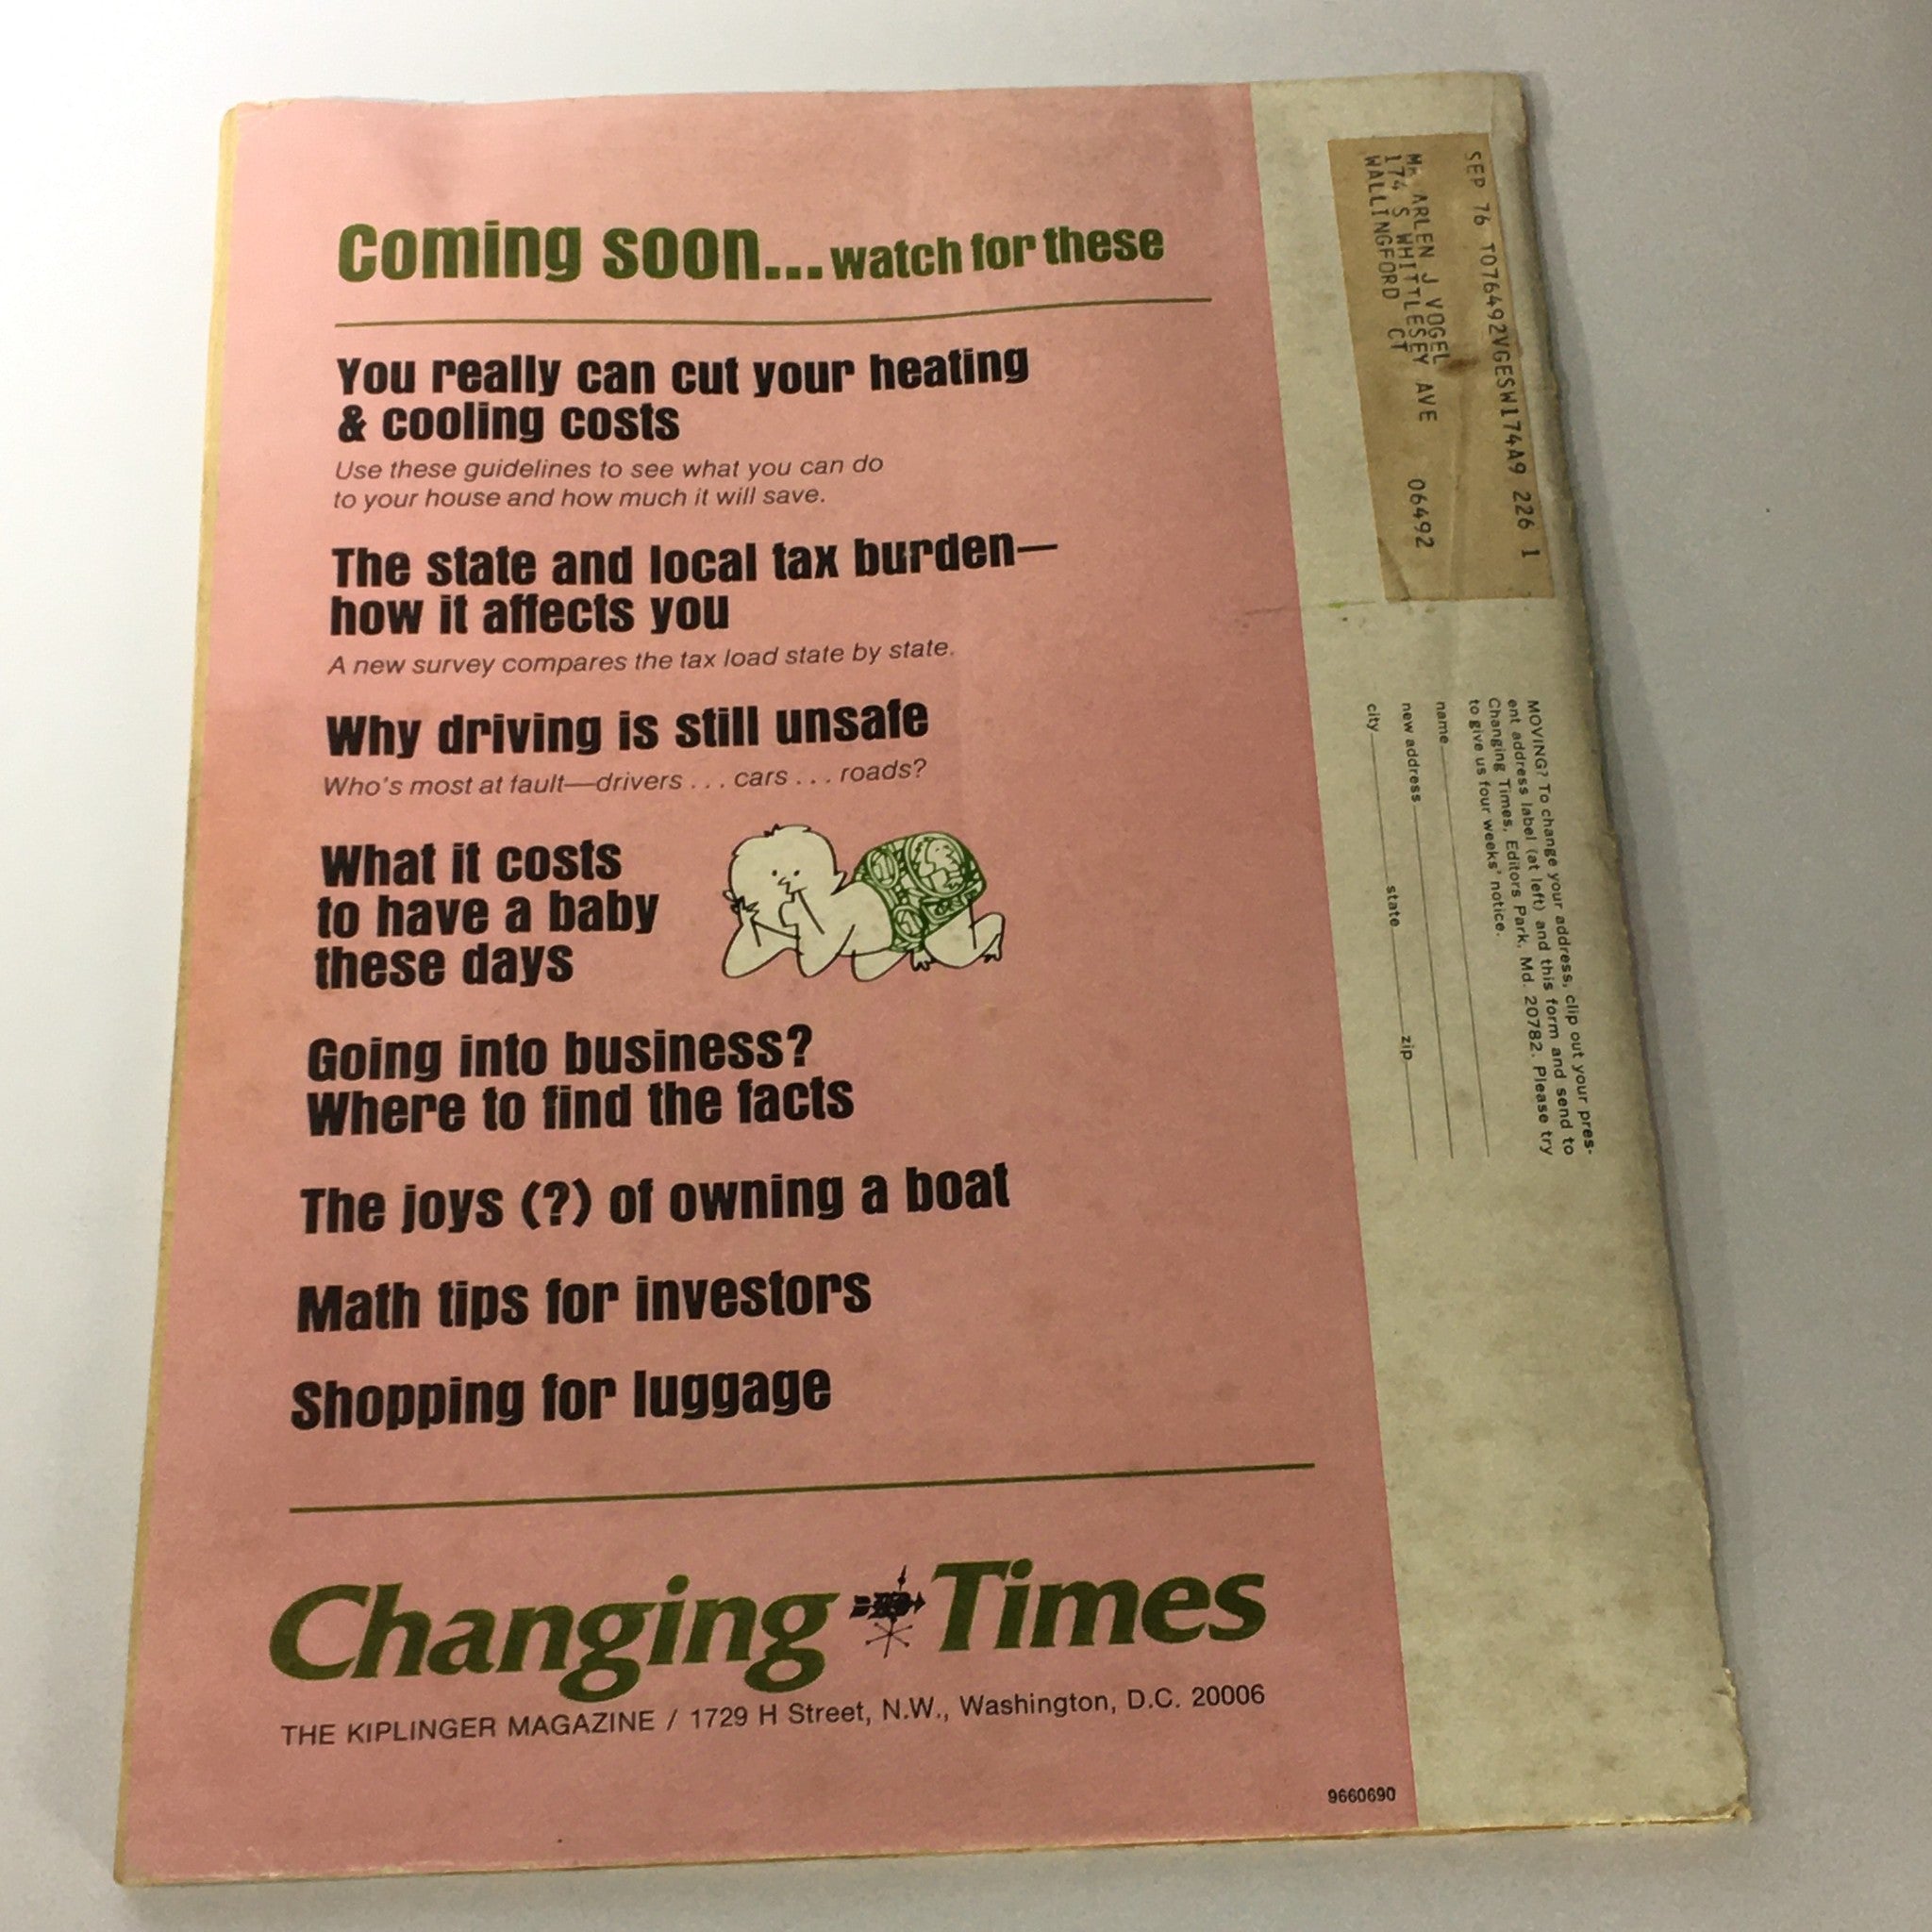 Coming soon...watch for these
You really can cut your heating
& cooling costs
Use these guidelines to see what you can do
to your house and how much it will save.
The state and local tax burden—
how it affects you
A new survey compares the tax load state by state.
Why driving is still unsafe
Who's most at fault—drivers . . . cars . . . roads?
What it costs
to have a baby
these days
Going into business?
Where to find the facts
The joys (?) of owning a boat
Math tips for investors
Shopping for luggage
Changing Times
THE KIPLINGER MAGAZINE / 1729 H Street, N.W., Washington, D.C. 20006
9660690
SEP 76 T076492VGESW174A9 226 1
MR ARLEN J VOGEL
174 S WHITTLESEY AVE
WALLINGFORD CT 06492
MOVING? To change your address, clip out your pres-
ent address label (at left) and this form and send to
Changing Times, Editors Park, Md. 20782. Please try
to give us four weeks' notice.
name
new address
city state zip